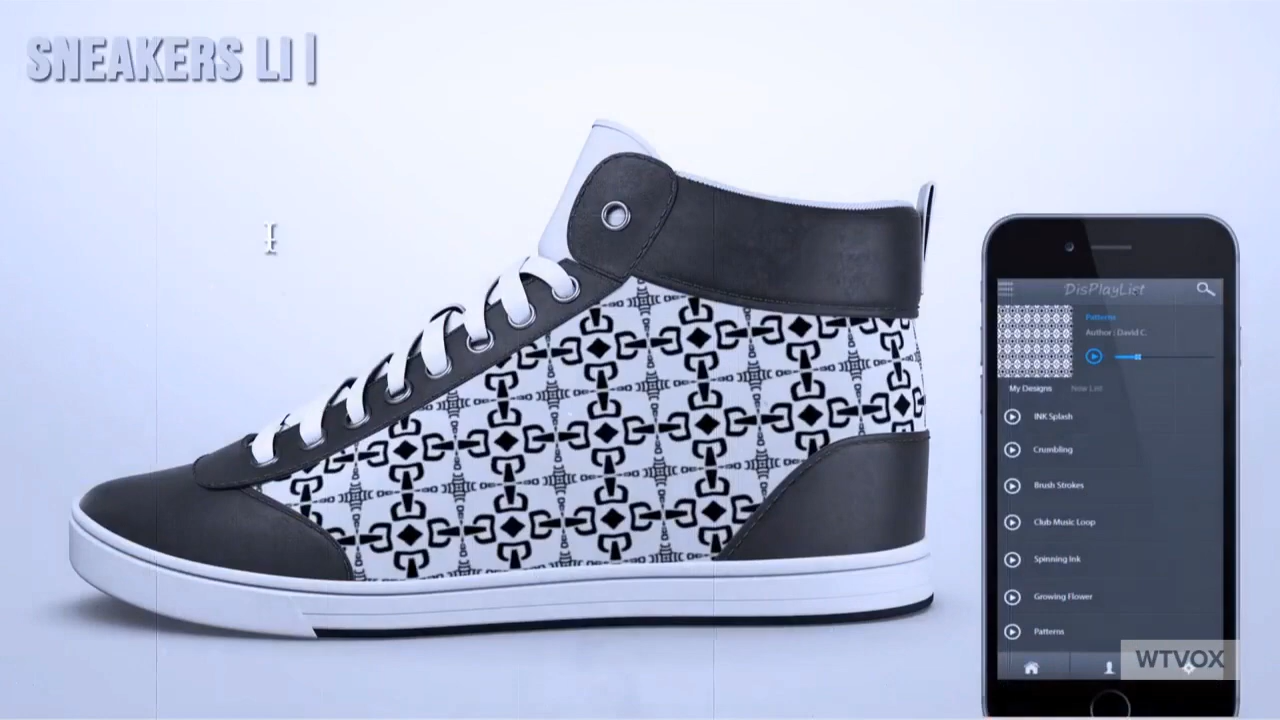 SNEAKERS LI |
DisPlayList
Patterns
Author : David C.
My Designs New List
INK Splash
Crumbling
Brush Strokes
Club Music Loop
Spinning Ink
Growing Flower
Patterns
WTVOX